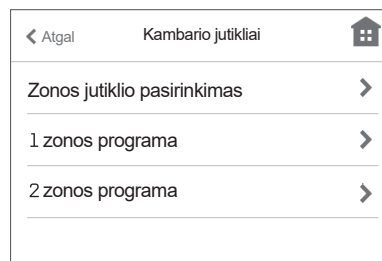 Atgal Kambario jutikliai
Zonos jutiklio pasirinkimas
1 zonos programa
2 zonos programa